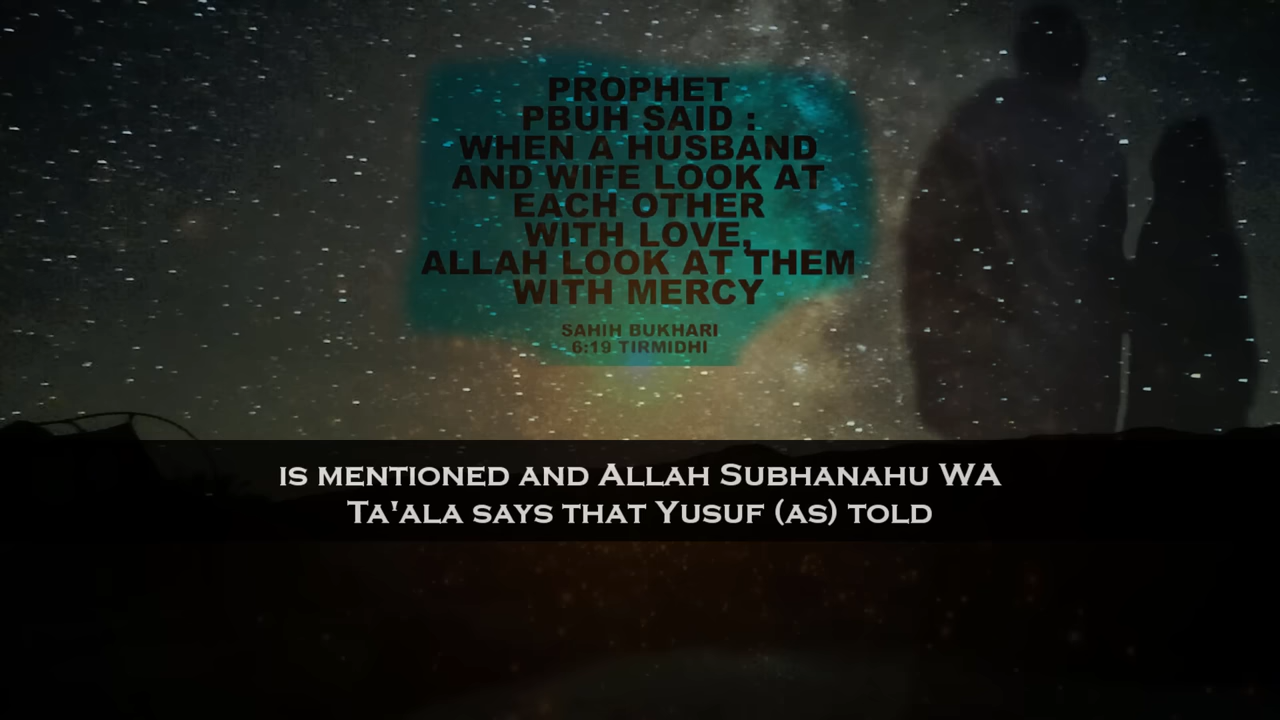 PROPHET
PBUH SAID :
WHEN A HUSBAND
AND WIFE LOOK AT
EACH OTHER
WITH LOVE,
ALLAH LOOK AT THEM
WITH MERCY
SAHIH BUKHARI
6:19 TIRMIDHI
IS MENTIONED AND ALLAH SUBHANAHU WA
TA'ALA SAYS THAT YUSUF (AS) TOLD